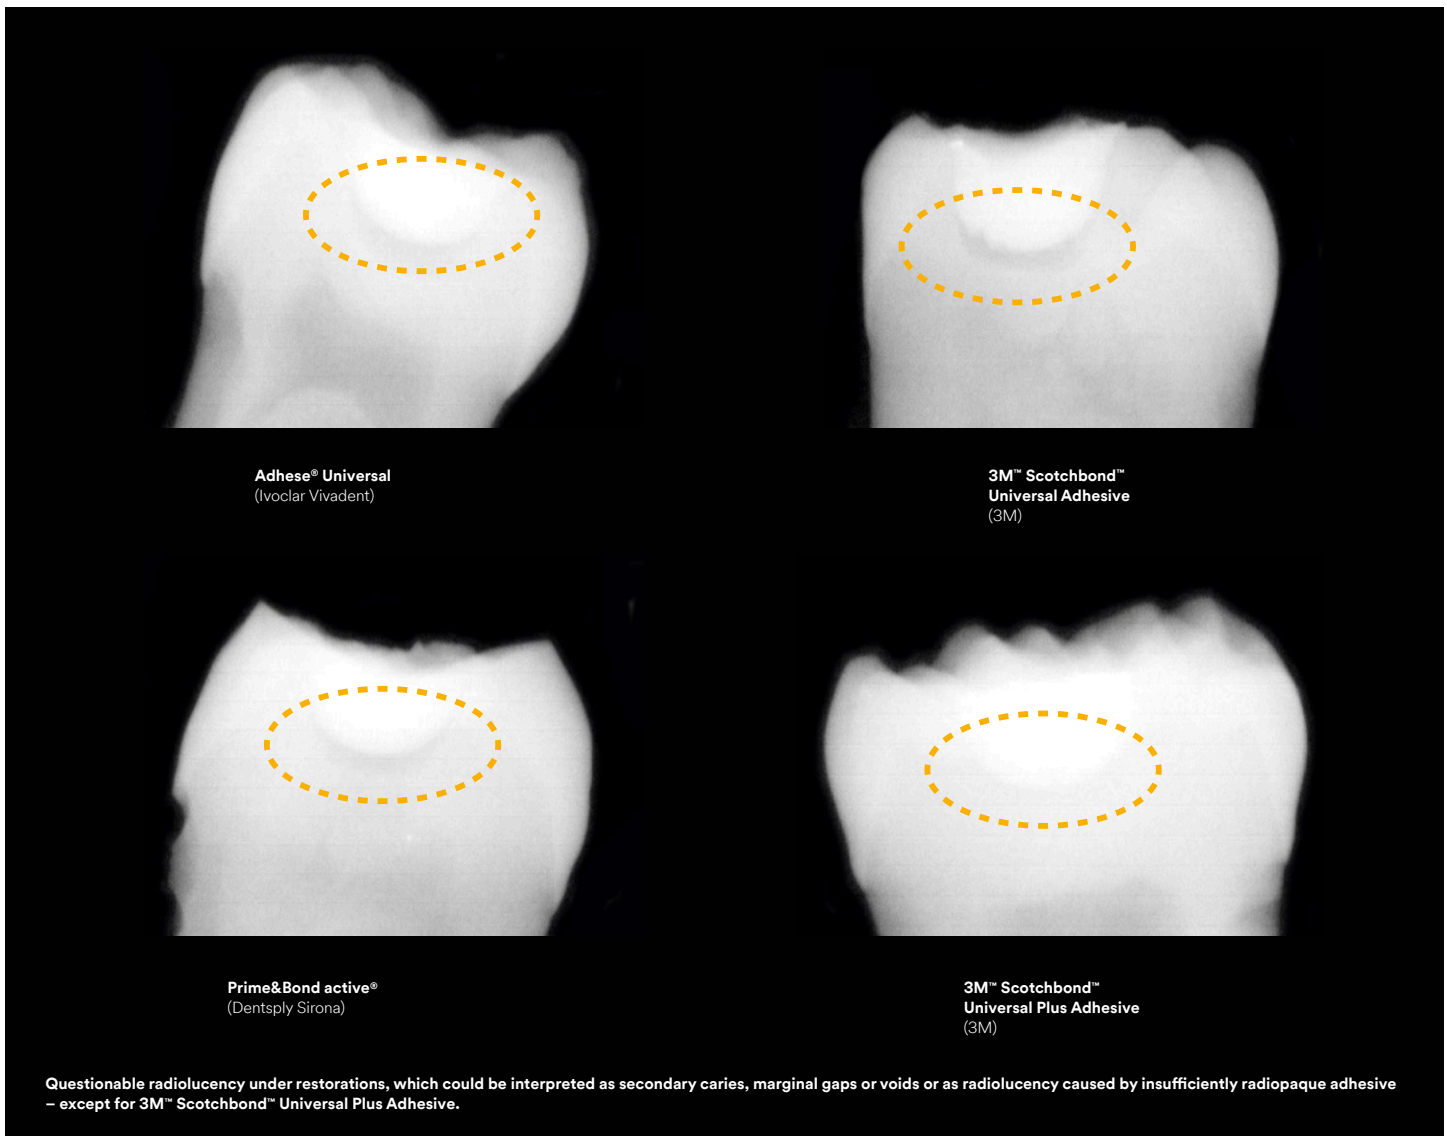 Adhese® Universal
(Ivoclar Vivadent)
3M™ Scotchbond™
Universal Adhesive
(3M)
Prime&Bond active®
(Dentsply Sirona)
3M™ Scotchbond™
Universal Plus Adhesive
(3M)
Questionable radiolucency under restorations, which could be interpreted as secondary caries, marginal gaps or voids or as radiolucency caused by insufficiently radiopaque adhesive
– except for 3M™ Scotchbond™ Universal Plus Adhesive.